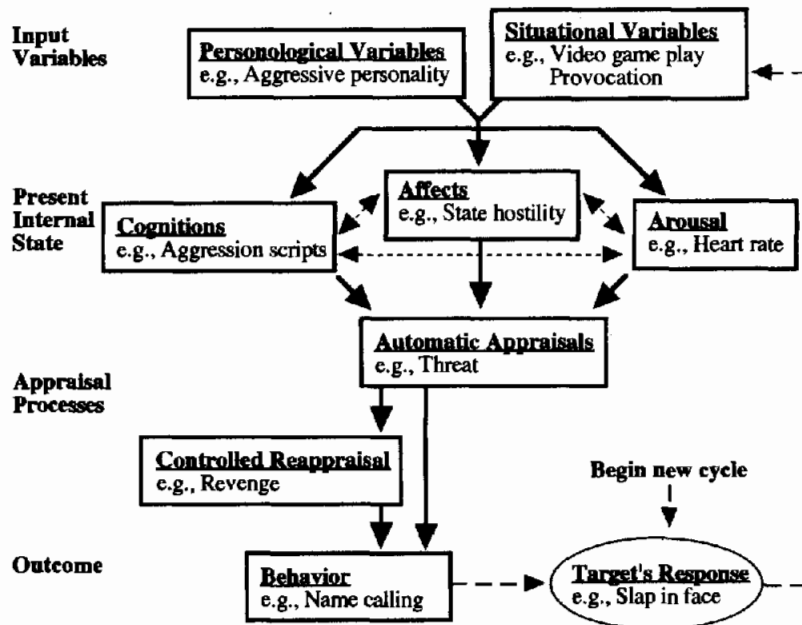 Input
Variables
Personological Variables
e.g., Aggressive personality
Situational Variables
e.g., Video game play
Provocation
Present
Internal
State
Cognitions
e.g., Aggression scripts
Affects
e.g., State hostility
Arousal
e.g., Heart rate
Appraisal
Processes
Automatic Appraisals
e.g., Threat
Controlled Reappraisal
e.g., Revenge
Begin new cycle
Outcome
Behavior
e.g., Name calling
Target's Response
e.g., Slap in face